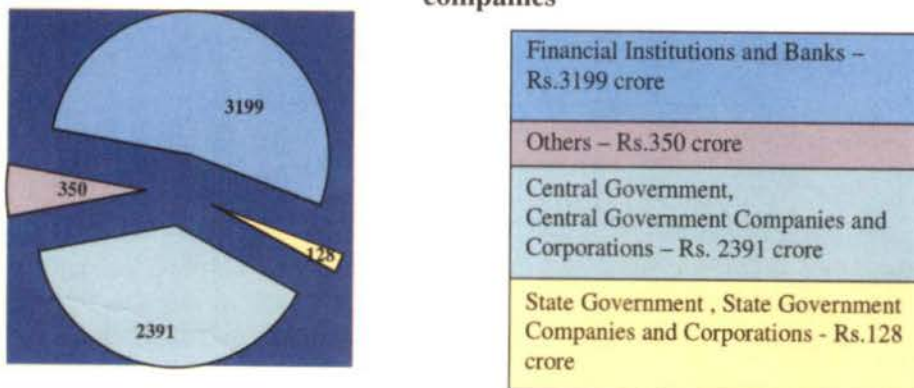 companies
3199
350
128
2391
Financial Institutions and Banks –
Rs.3199 crore
Others – Rs.350 crore
Central Government,
Central Government Companies and
Corporations – Rs. 2391 crore
State Government , State Government
Companies and Corporations - Rs.128
crore